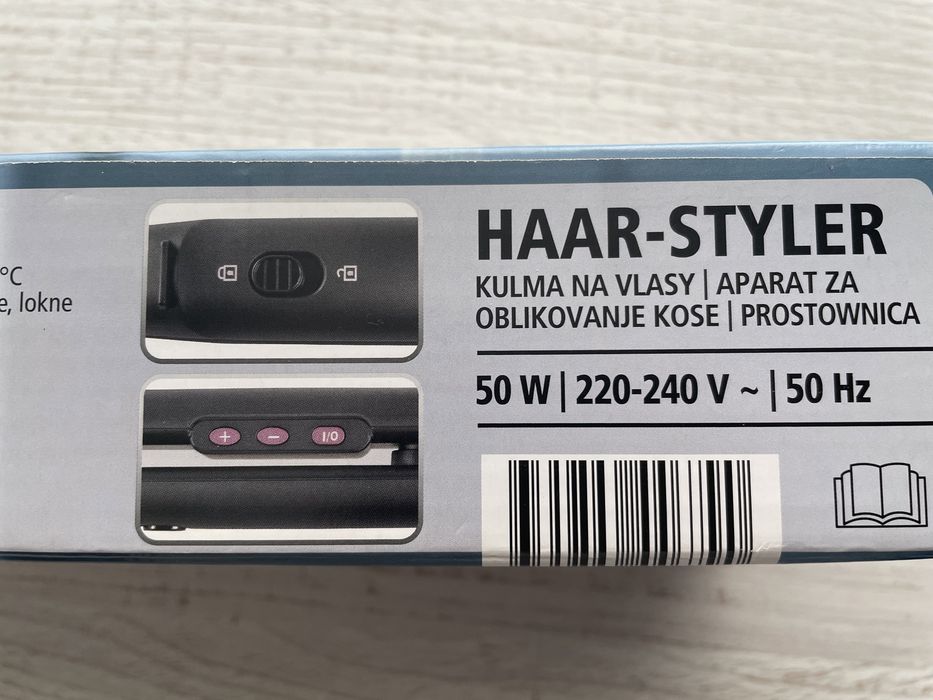 °C
e, lokne
+ − I/O
HAAR-STYLER
KULMA NA VLASY | APARAT ZA
OBLIKOVANJE KOSE | PROSTOWNICA
50 W | 220-240 V ~ | 50 Hz